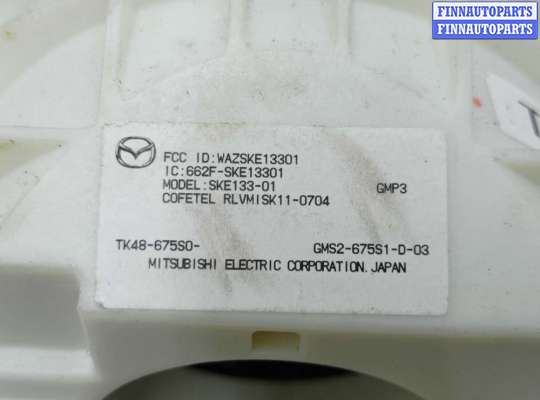 FINNAUTOPARTS
FINNAUTOPARTS
FCC ID:WAZSKE13301
IC:662F-SKE13301
MODEL:SKE133-01 GMP3
COFETEL RLVMISK11-0704
TK48-675S0- GMS2-675S1-D-03
MITSUBISHI ELECTRIC CORPORATION.JAPAN